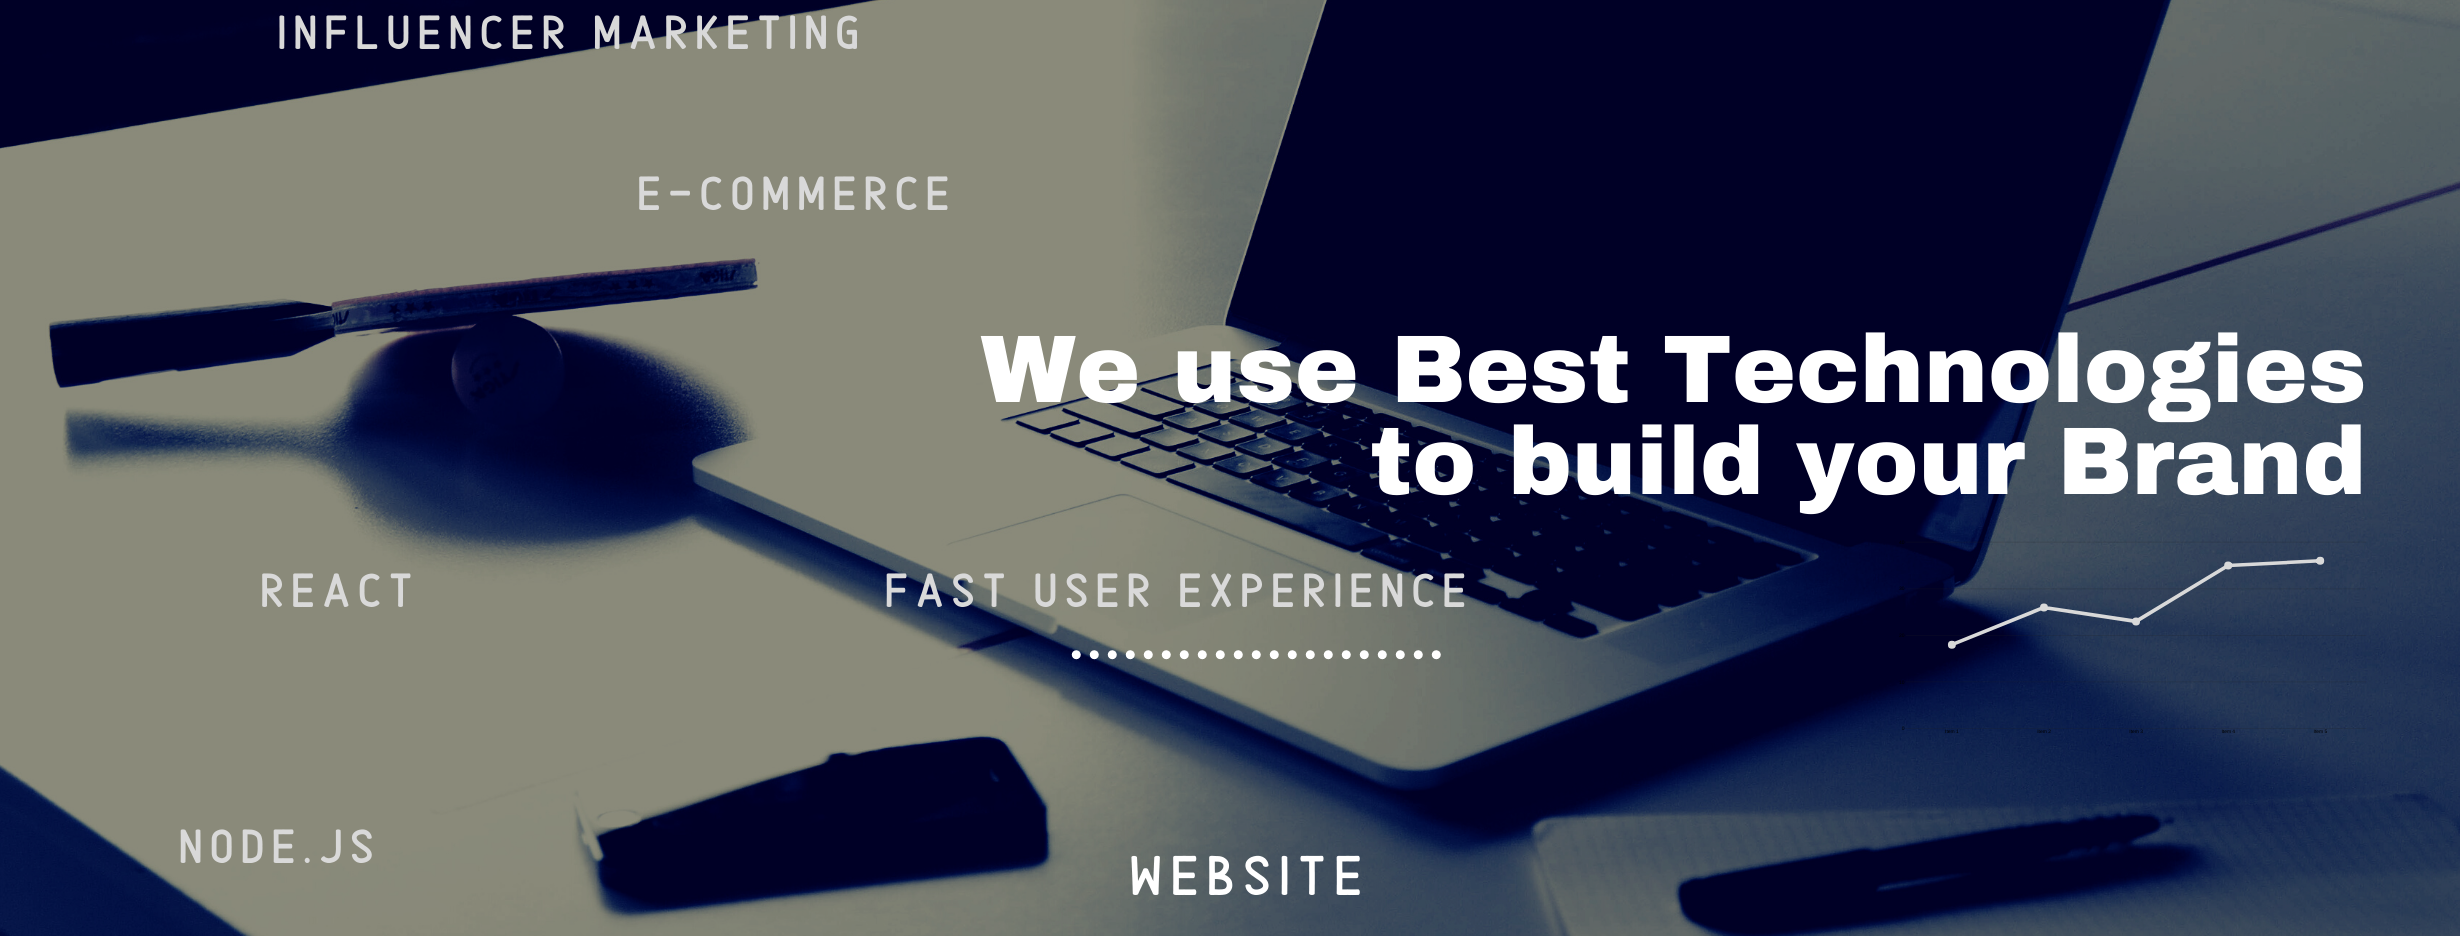 INFLUENCER MARKETING
E-COMMERCE
We use Best Technologies
to build your Brand
REACT
FAST USER EXPERIENCE
NODE.JS
WEBSITE